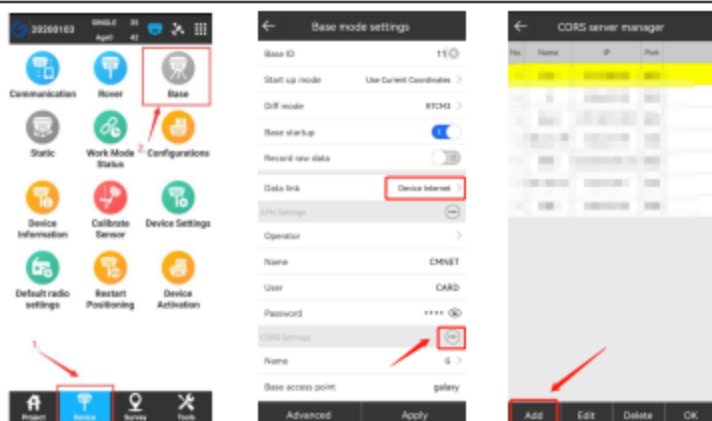 20200103
SINGLE
Age:
Communication
Rover
Base
2.
Static
Work Mode Status
Configurations
Device Information
Calibrate Sensor
Device Settings
Default radio settings
Restart Positioning
Device Activation
1.
Project
Device
Survey
Tools
Base mode settings
Base ID 11
Start up mode Use Current Coordinates >
Diff mode RTCM3 >
Base startup
Record raw data
Data link Device Internet >
APN Settings
Operator >
Name CMNET
User CARD
Password ****
CORS Settings
Name 6 >
Base access point galaxy
Advanced
Apply
CORS server manager
No. Name IP Port
Add
Edit
Delete
OK